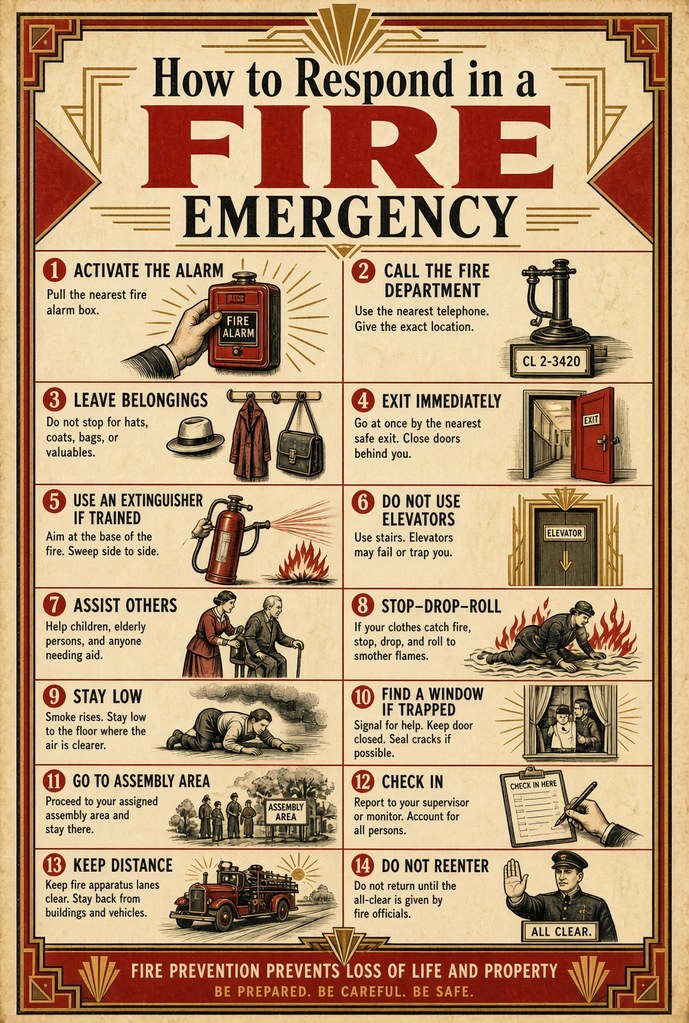 How to Respond in a
FIRE
EMERGENCY
1 ACTIVATE THE ALARM
Pull the nearest fire
alarm box.
FIRE
ALARM
2 CALL THE FIRE
DEPARTMENT
Use the nearest telephone.
Give the exact location.
CL 2-3420
3 LEAVE BELONGINGS
Do not stop for hats,
coats, bags, or
valuables.
4 EXIT IMMEDIATELY
Go at once by the nearest
safe exit. Close doors
behind you.
EXIT
5 USE AN EXTINGUISHER
IF TRAINED
Aim at the base of the
fire. Sweep side to side.
6 DO NOT USE
ELEVATORS
Use stairs. Elevators
may fail or trap you.
ELEVATOR
7 ASSIST OTHERS
Help children, elderly
persons, and anyone
needing aid.
8 STOP-DROP-ROLL
If your clothes catch fire,
stop, drop, and roll to
smother flames.
9 STAY LOW
Smoke rises. Stay low
to the floor where the
air is clearer.
10 FIND A WINDOW
IF TRAPPED
Signal for help. Keep door
closed. Seal cracks if
possible.
11 GO TO ASSEMBLY AREA
Proceed to your assigned
assembly area and
stay there.
ASSEMBLY
AREA
12 CHECK IN
Report to your supervisor
or monitor. Account for
all persons.
CHECK IN HERE
13 KEEP DISTANCE
Keep fire apparatus lanes
clear. Stay back from
buildings and vehicles.
14 DO NOT REENTER
Do not return until the
all-clear is given by
fire officials.
ALL CLEAR.
FIRE PREVENTION PREVENTS LOSS OF LIFE AND PROPERTY
BE PREPARED. BE CAREFUL. BE SAFE.